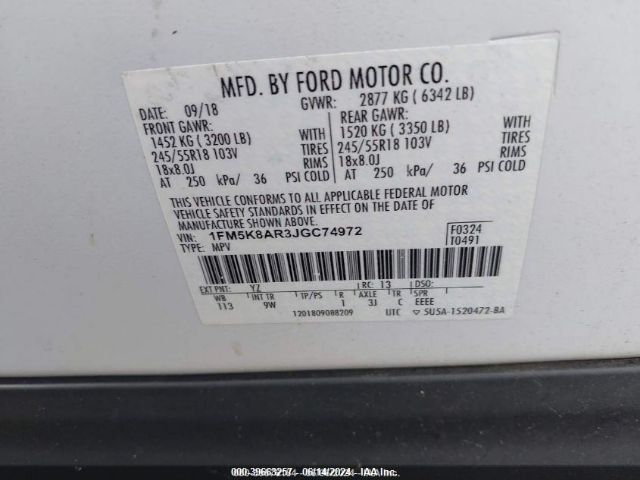 MFD. BY FORD MOTOR CO.
DATE: 09/18 GVWR: 2877 KG ( 6342 LB)
FRONT GAWR: REAR GAWR:
1452 KG ( 3200 LB) WITH 1520 KG ( 3350 LB) WITH
245/55R18 103V TIRES 245/55R18 103V TIRES
18x8.0J RIMS 18x8.0J RIMS
AT 250 kPa/ 36 PSI COLD AT 250 kPa/ 36 PSI COLD
THIS VEHICLE CONFORMS TO ALL APPLICABLE FEDERAL MOTOR
VEHICLE SAFETY STANDARDS IN EFFECT ON THE DATE OF
MANUFACTURE SHOWN ABOVE.
VIN: 1FM5K8AR3JGC74972 F0324
TYPE: MPV T0491
EXT PNT: YZ RC: 13 DSO:
WB INT TR TP/PS R AXLE TR SPR
113 9W 1 3J C EEEE
1201809088209 UTC ▽ 5U5A-1520472-BA
000-39663257 - 06/14/2024 - IAA Inc.